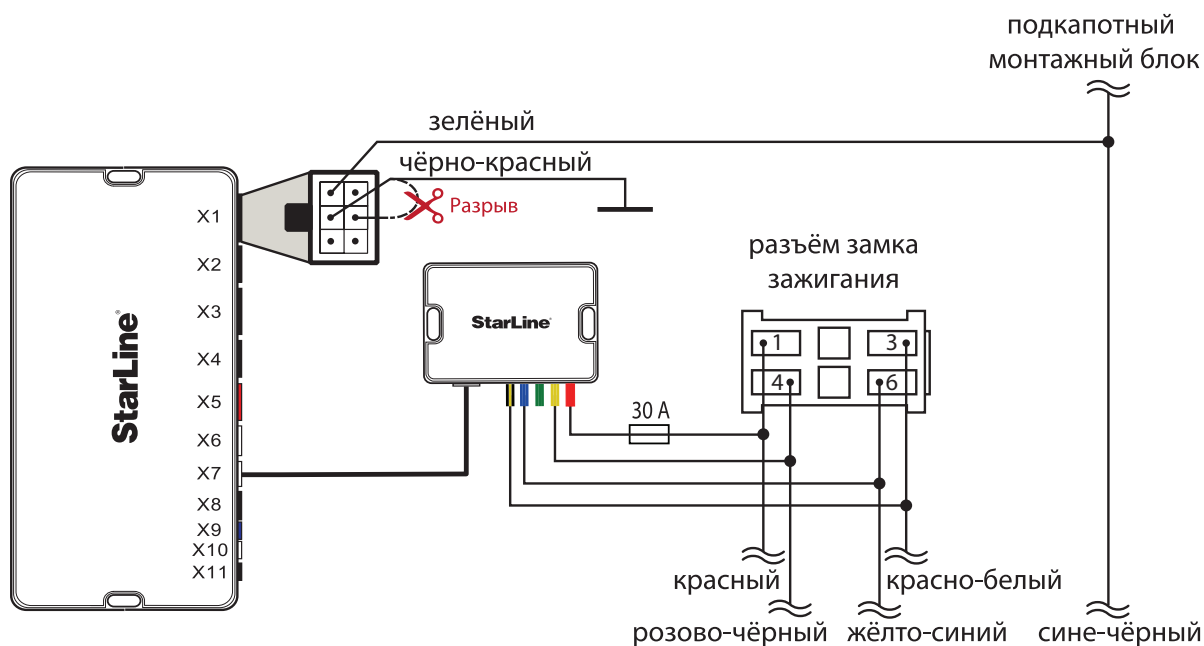 подкапотный
монтажный блок
зелёный
чёрно-красный
Разрыв
X1
X2
X3
X4
X5
X6
X7
X8
X9
X10
X11
StarLine
StarLine
разъём замка
зажигания
1
3
4
6
30 A
красный
красно-белый
розово-чёрный
жёлто-синий
сине-чёрный